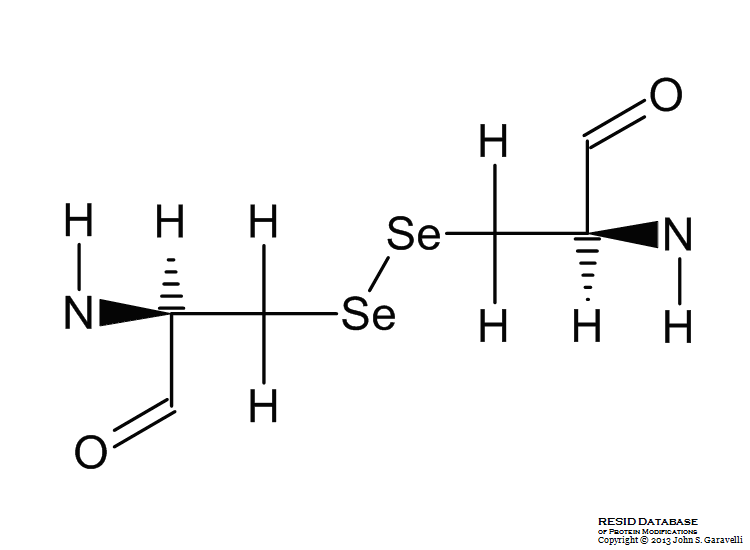 O
H
H H H Se N
N Se H H H
H
O
RESID DATABASE
OF PROTEIN MODIFICATIONS
Copyright © 2013 John S. Garavelli